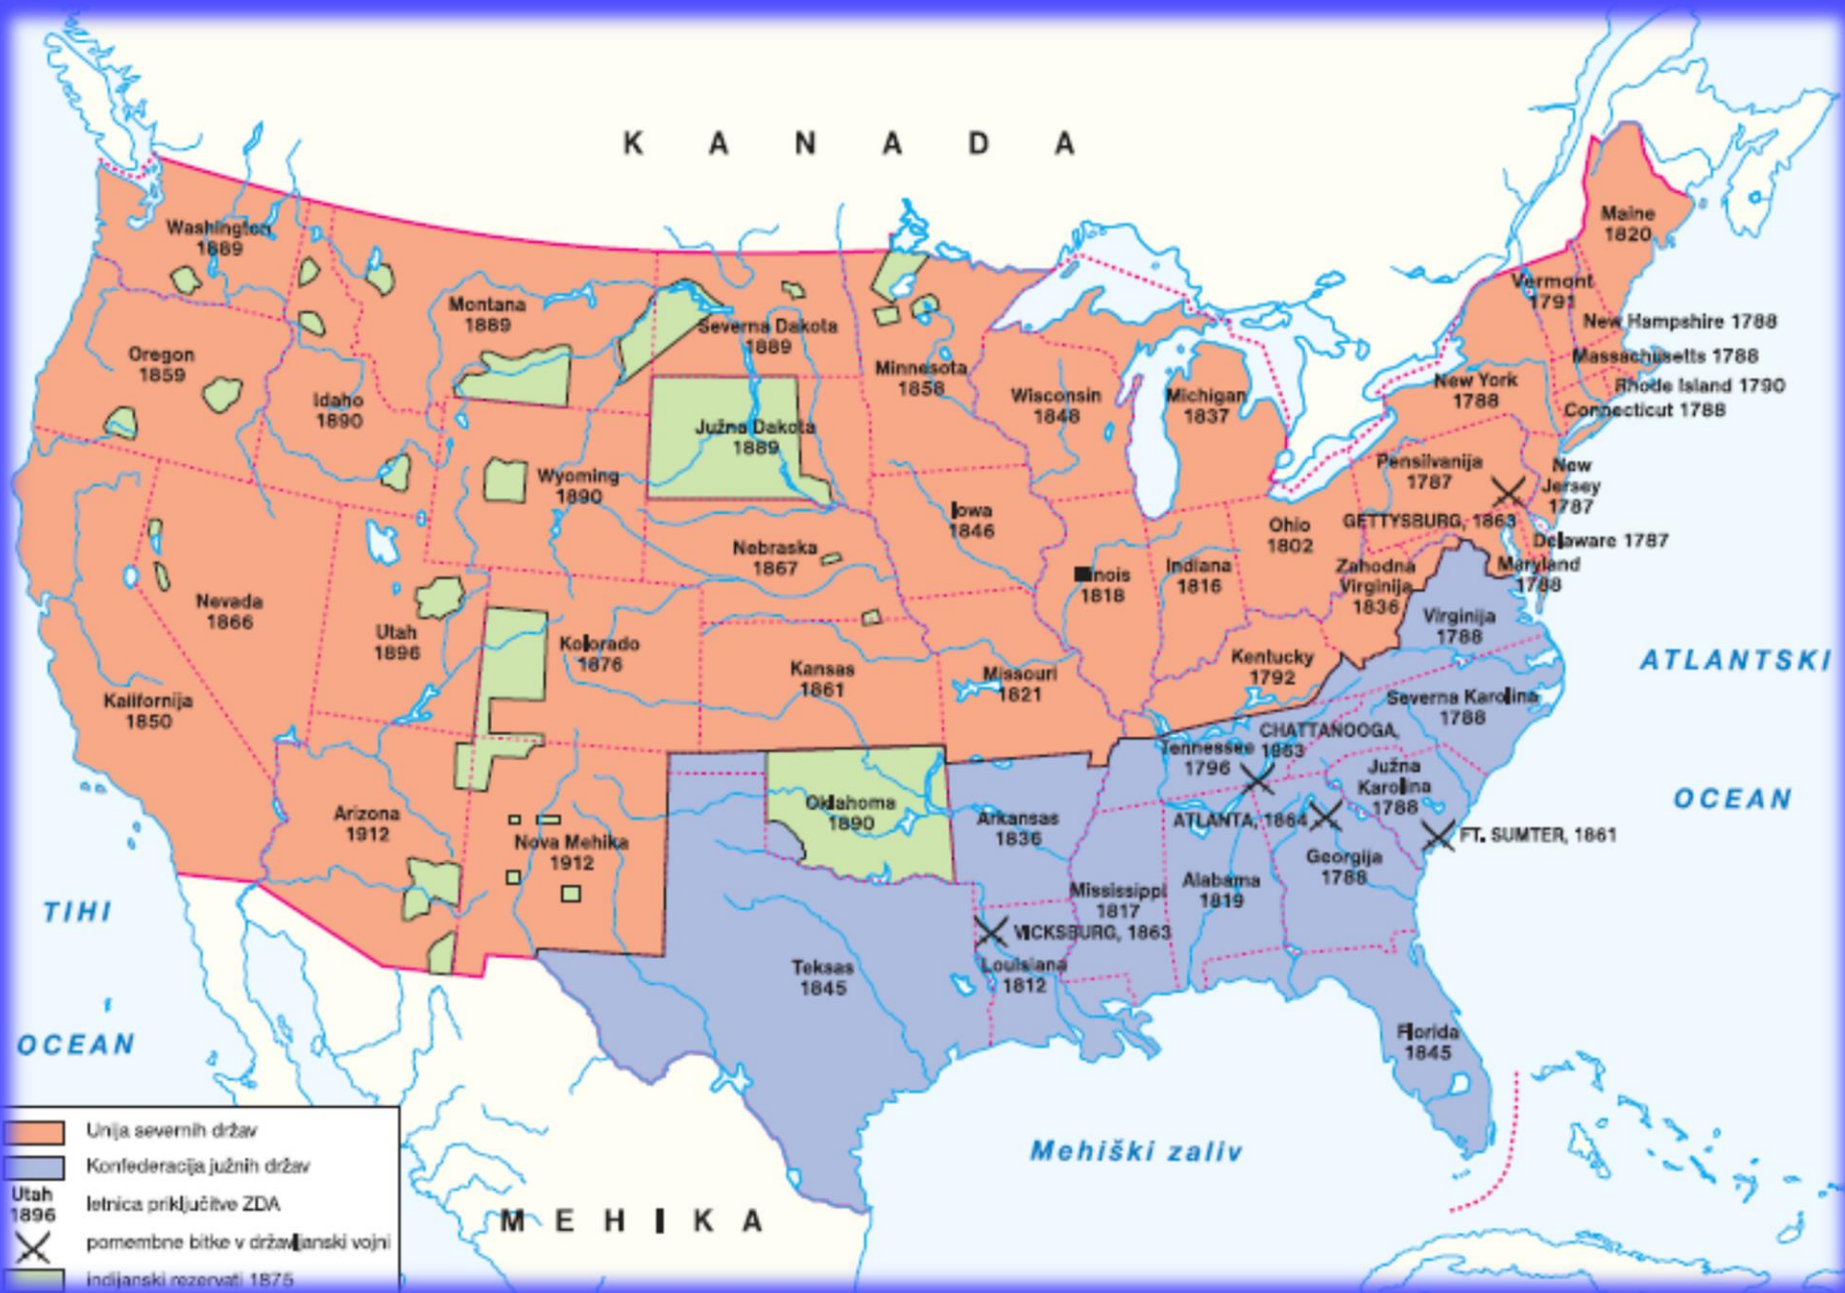 K A N A D A
Washington
1889
Montana
1889
Severna Dakota
1889
Minnesota
1858
Oregon
1859
Idaho
1890
Wyoming
1890
Južna Dakota
1889
Wisconsin
1848
Michigan
1837
Maine
1820
Vermont
1791
New Hampshire 1788
Massachusetts 1788
Rhode Island 1790
Connecticut 1788
New York
1788
Pensilvanija
1787
New
Jersey
1787
GETTYSBURG, 1863
Delaware 1787
Maryland
1788
Iowa
1846
Nebraska
1867
Ohio
1802
Indiana
1816
inois
1818
Zahodna
Virginija
1836
Virginija
1788
Nevada
1866
Utah
1896
Kolorado
1876
Kansas
1861
Missouri
1821
Kentucky
1792
Kalifornija
1850
Severna Karolina
1788
CHATTANOOGA,
1863
Tennessee
1796
Južna
Karolina
1788
Arizona
1912
Nova Mehika
1912
Oklahoma
1890
Arkansas
1836
ATLANTA, 1864
FT. SUMTER, 1861
Georgija
1788
Mississippi
1817
Alabama
1819
VICKSBURG, 1863
Louisiana
1812
Teksas
1845
Florida
1845
ATLANTSKI
OCEAN
TIHI
OCEAN
Mehiški zaliv
M E H I K A
Unija severnih držav
Konfederacija južnih držav
Utah
1896
letnica priključitve ZDA
pomembne bitke v državljanski vojni
indijanski rezervati 1875